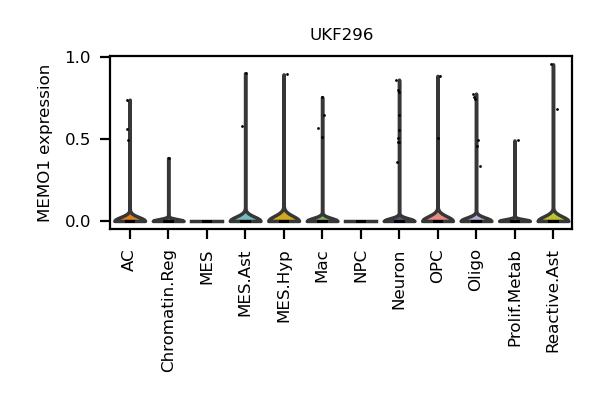 UKF296
MEMO1 expression
1.0
0.5
0.0
AC
Chromatin.Reg
MES
MES.Ast
MES.Hyp
Mac
NPC
Neuron
OPC
Oligo
Prolif.Metab
Reactive.Ast